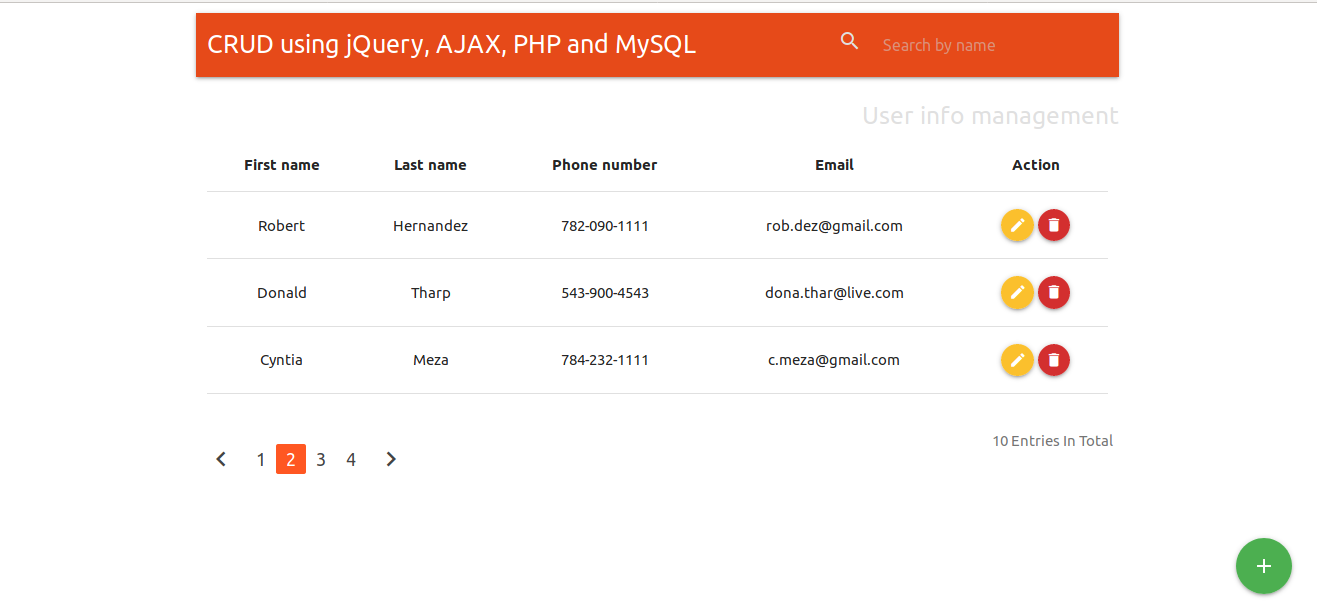 CRUD using jQuery, AJAX, PHP and MySQL Search by name
User info management
First name Last name Phone number Email Action
Robert Hernandez 782-090-1111 rob.dez@gmail.com
Donald Tharp 543-900-4543 dona.thar@live.com
Cyntia Meza 784-232-1111 c.meza@gmail.com
10 Entries In Total
1 2 3 4